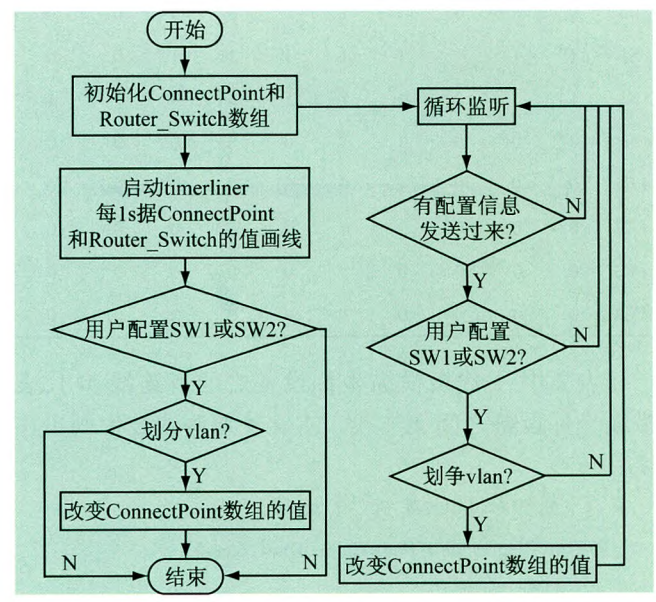 开始
初始化ConnectPoint和
Router_Switch数组
启动timerliner
每1s据ConnectPoint
和Router_Switch的值画线
用户配置SW1或SW2?
Y
划分vlan?
Y
改变ConnectPoint数组的值
N
N
结束
循环监听
有配置信息
发送过来?
N
Y
用户配置
SW1或SW2?
N
Y
划争vlan?
N
Y
改变ConnectPoint数组的值